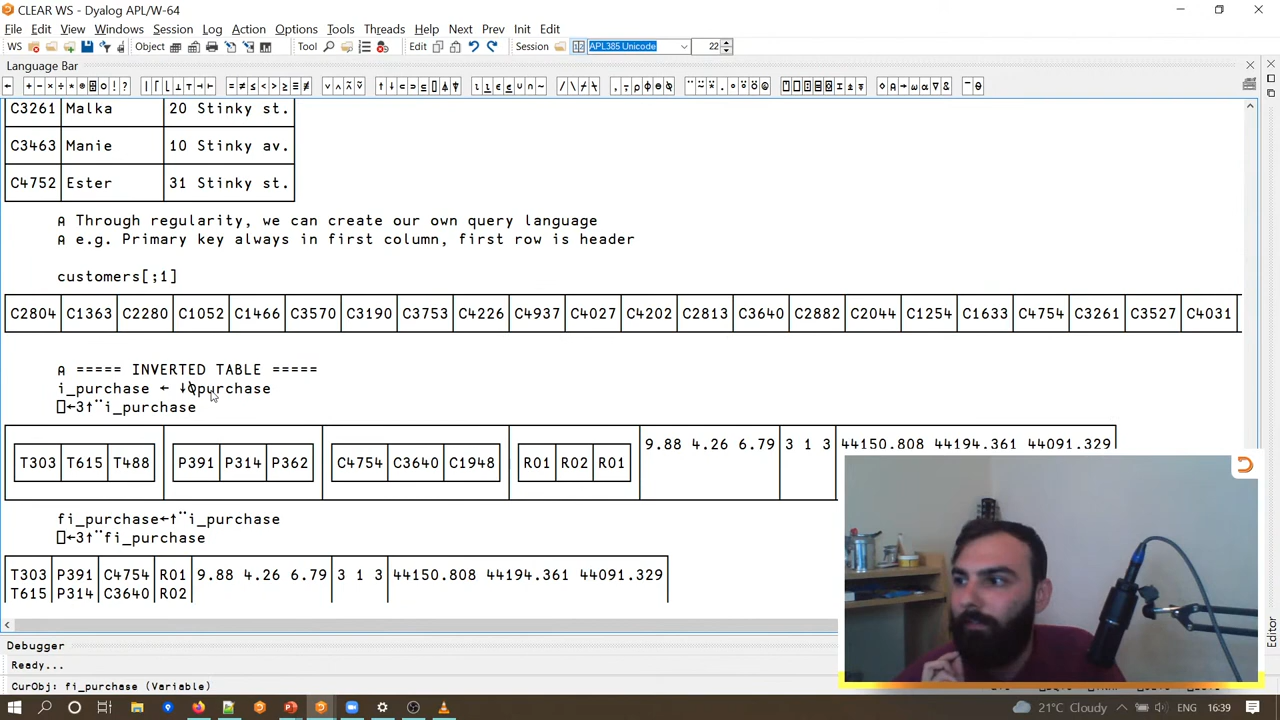 CLEAR WS - Dyalog APL/W-64
File Edit View Windows Session Log Action Options Tools Threads Help Next Prev Init Edit
WS Object Tool Edit Session APL385 Unicode 22
Language Bar
C3261 Malka 20 Stinky st.
C3463 Manie 10 Stinky av.
C4752 Ester 31 Stinky st.
⍝ Through regularity, we can create our own query language
⍝ e.g. Primary key always in first column, first row is header
customers[;1]
C2804 C1363 C2280 C1052 C1466 C3570 C3190 C3753 C4226 C4937 C4027 C4202 C2813 C3640 C2882 C2044 C1254 C1633 C4754 C3261 C3527 C4031
⍝ ===== INVERTED TABLE =====
i_purchase ← ↓⍉purchase
⎕←3↑¨i_purchase
T303 T615 T488 P391 P314 P362 C4754 C3640 C1948 R01 R02 R01 9.88 4.26 6.79 3 1 3 44150.808 44194.361 44091.329
fi_purchase←↑¨i_purchase
⎕←3↑¨fi_purchase
T303 P391 C4754 R01 9.88 4.26 6.79 3 1 3 44150.808 44194.361 44091.329
T615 P314 C3640 R02
Debugger
Ready...
CurObj: fi_purchase (Variable)
Editor
21°C Cloudy ENG 16:39